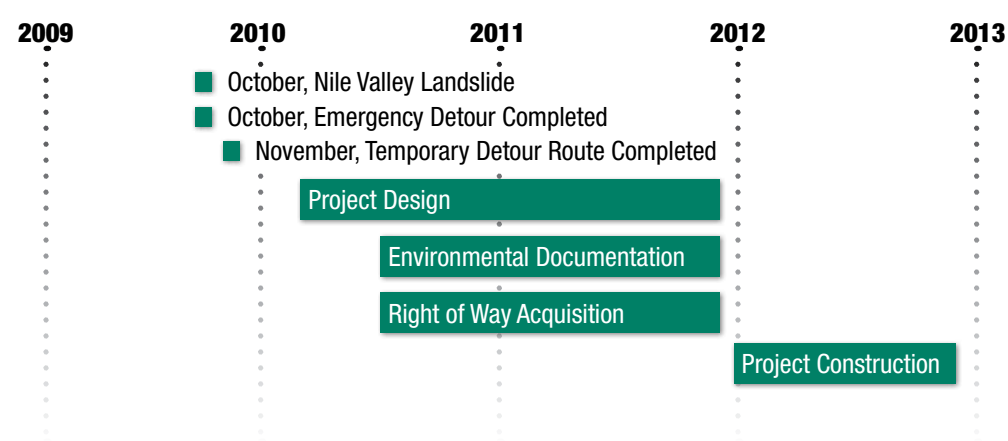 2009 2010 2011 2012 2013
October, Nile Valley Landslide
October, Emergency Detour Completed
November, Temporary Detour Route Completed
Project Design
Environmental Documentation
Right of Way Acquisition
Project Construction